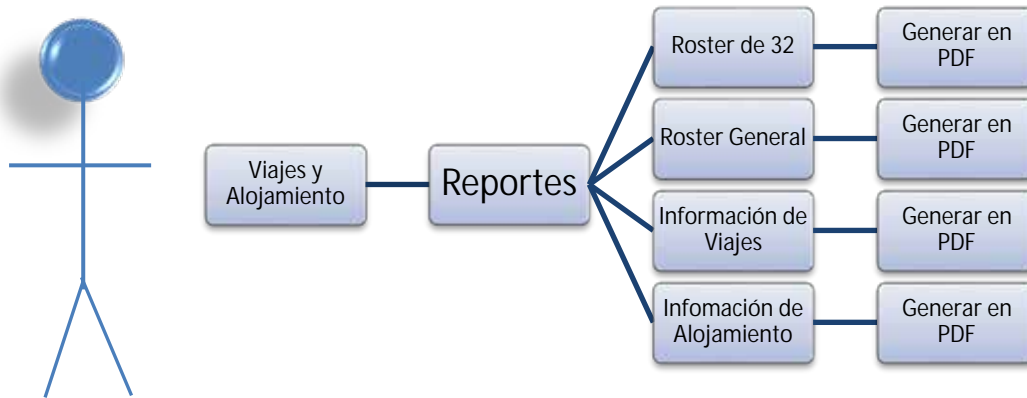 Viajes y
Alojamiento
Reportes
Roster de 32
Generar en
PDF
Roster General
Generar en
PDF
Información de
Viajes
Generar en
PDF
Infomación de
Alojamiento
Generar en
PDF